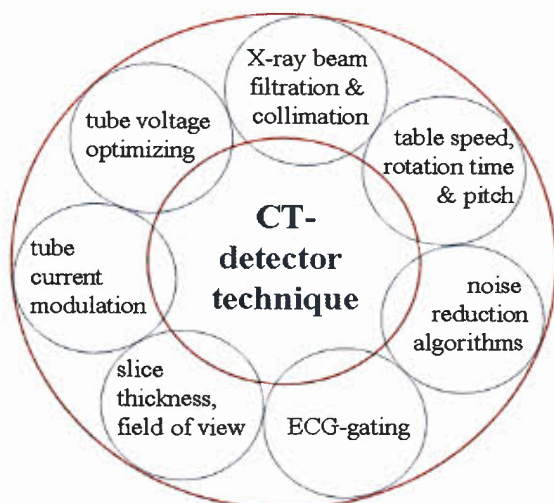 X-ray beam
filtration &
collimation
table speed,
rotation time
& pitch
noise
reduction
algorithms
ECG-gating
slice
thickness,
field of view
tube
current
modulation
tube voltage
optimizing
CT-
detector
technique